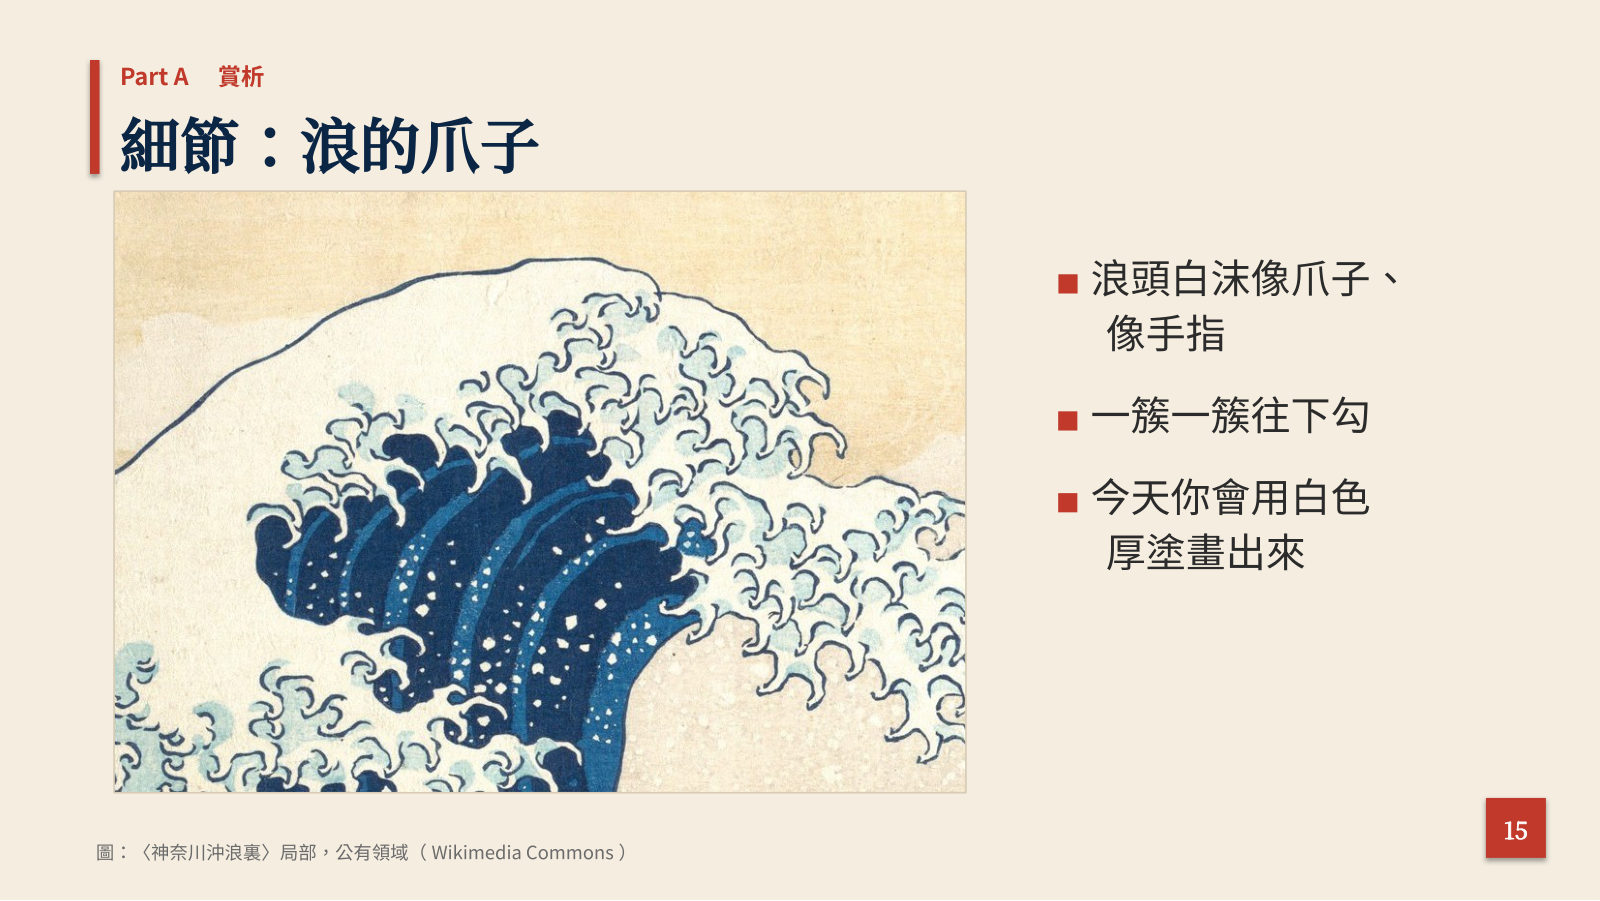 Part A 賞析
細節：浪的爪子
浪頭白沫像爪子、
像手指
一簇一簇往下勾
今天你會用白色
厚塗畫出來
圖：〈神奈川沖浪裏〉局部，公有領域（ Wikimedia Commons ）
15